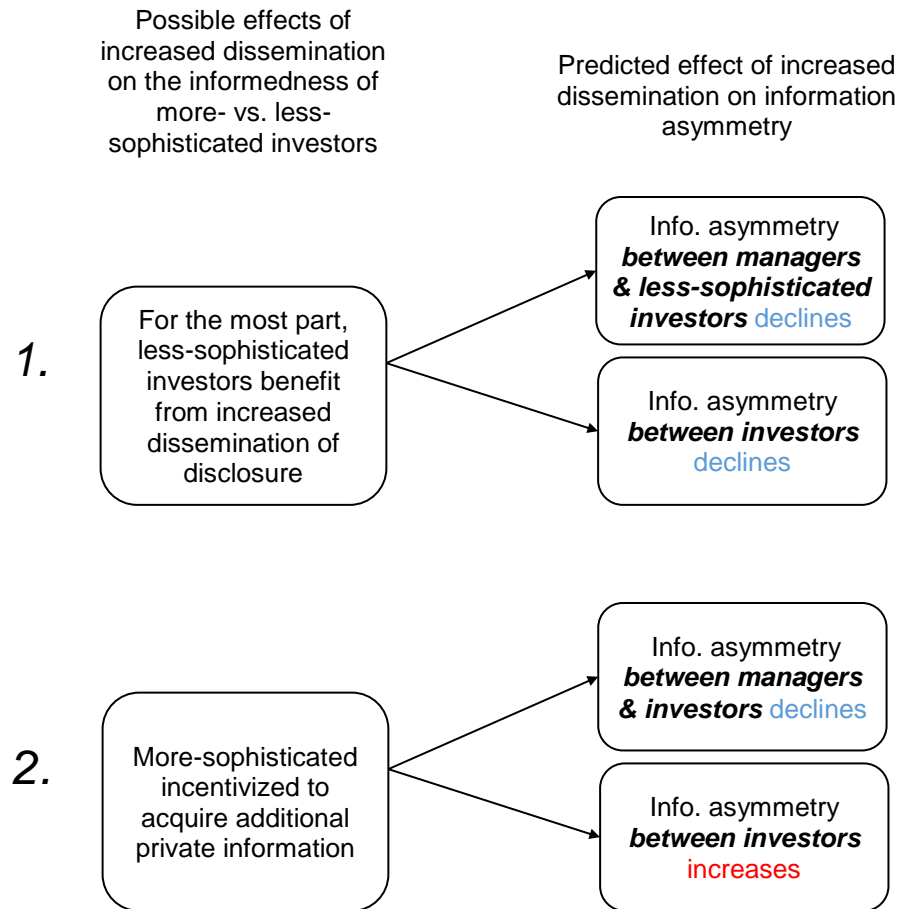 Possible effects of
increased dissemination
on the informedness of
more- vs. less-
sophisticated investors
Predicted effect of increased
dissemination on information
asymmetry
1.
For the most part,
less-sophisticated
investors benefit
from increased
dissemination of
disclosure
Info. asymmetry
between managers
& less-sophisticated
investors declines
Info. asymmetry
between investors
declines
2.
More-sophisticated
incentivized to
acquire additional
private information
Info. asymmetry
between managers
& investors declines
Info. asymmetry
between investors
increases